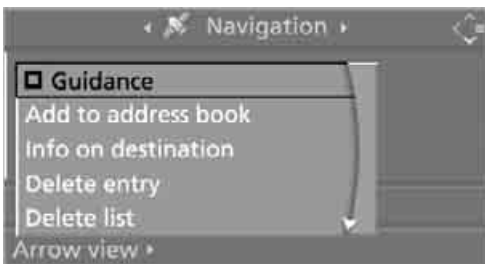 Navigation
Guidance
Add to address book
Info on destination
Delete entry
Delete list
Arrow view